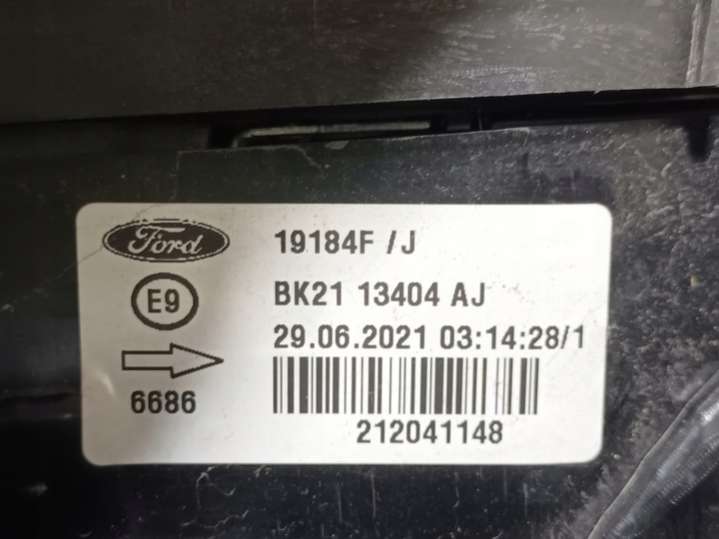 Ford
19184F /J
E9
BK21 13404 AJ
29.06.2021 03:14:28/1
6686
212041148